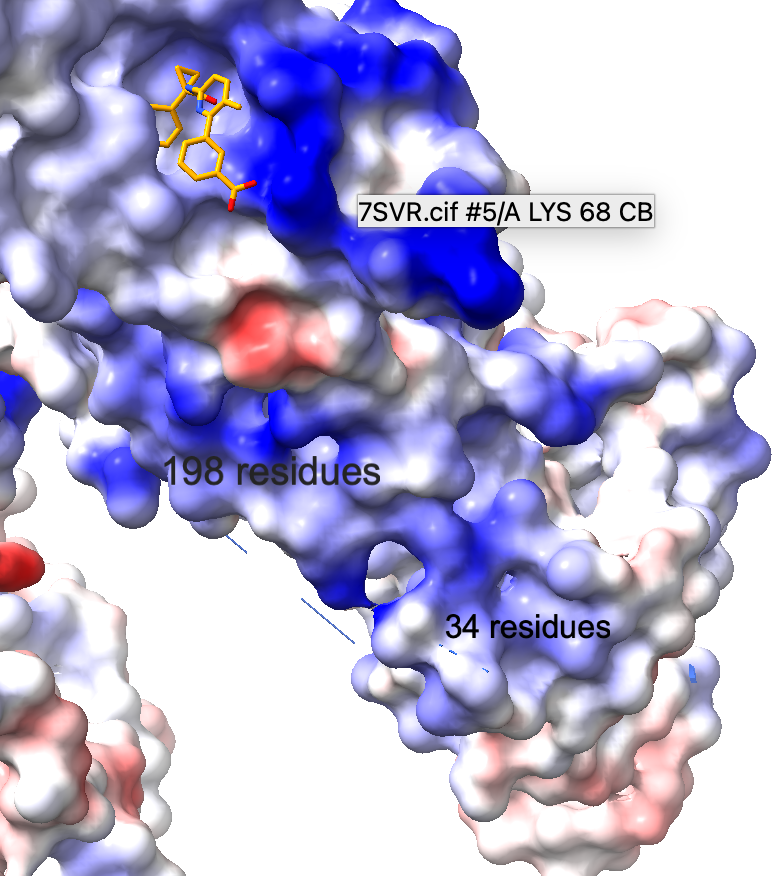 7SVR.cif #5/A LYS 68 CB
198 residues
34 residues